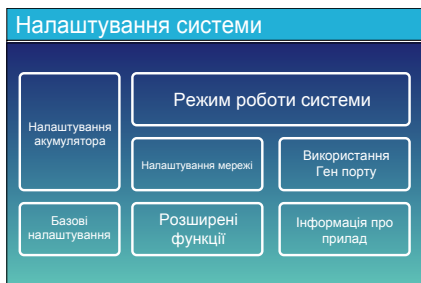 Налаштування системи
Налаштування
акумулятора
Режим роботи системи
Налаштування мережі
Використання
Ген порту
Базові
налаштування
Розширені
функції
Інформація про
прилад